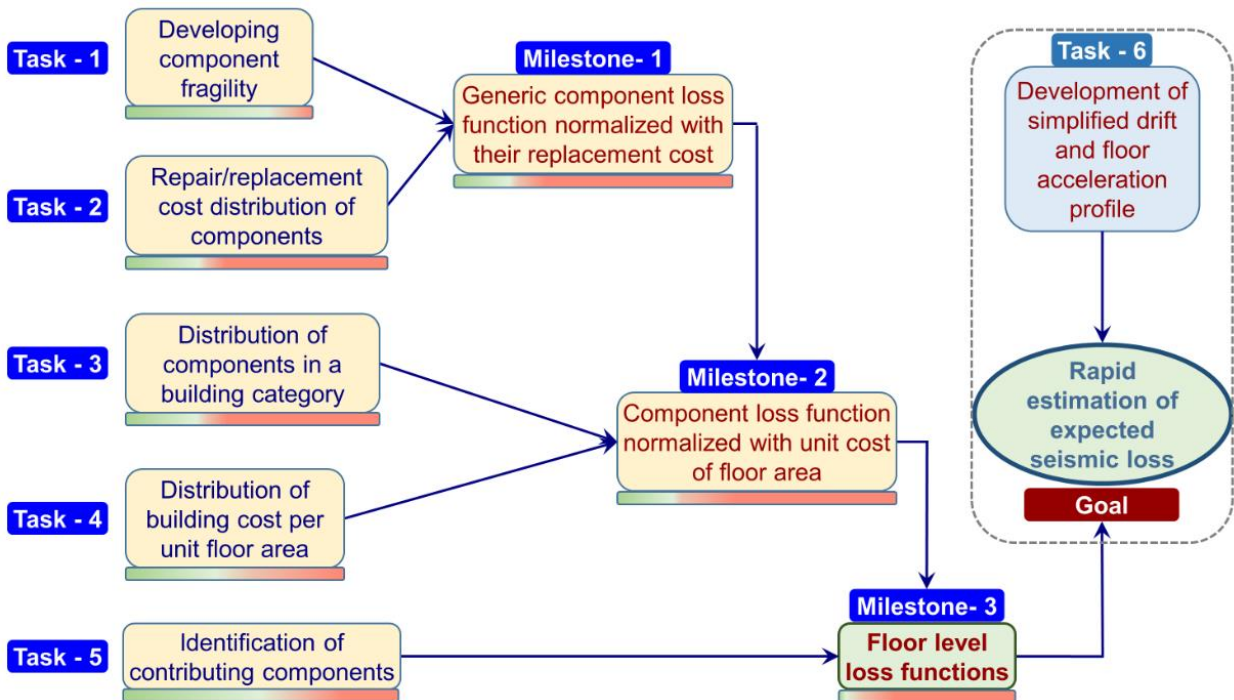 Task - 1
Developing
component
fragility
Milestone- 1
Generic component loss
function normalized with
their replacement cost
Task - 6
Development of
simplified drift
and floor
acceleration
profile
Task - 2
Repair/replacement
cost distribution of
components
Task - 3
Distribution of
components in a
building category
Milestone- 2
Component loss function
normalized with unit cost
of floor area
Rapid
estimation of
expected
seismic loss
Goal
Task - 4
Distribution of
building cost per
unit floor area
Task - 5
Identification of
contributing components
Milestone- 3
Floor level
loss functions